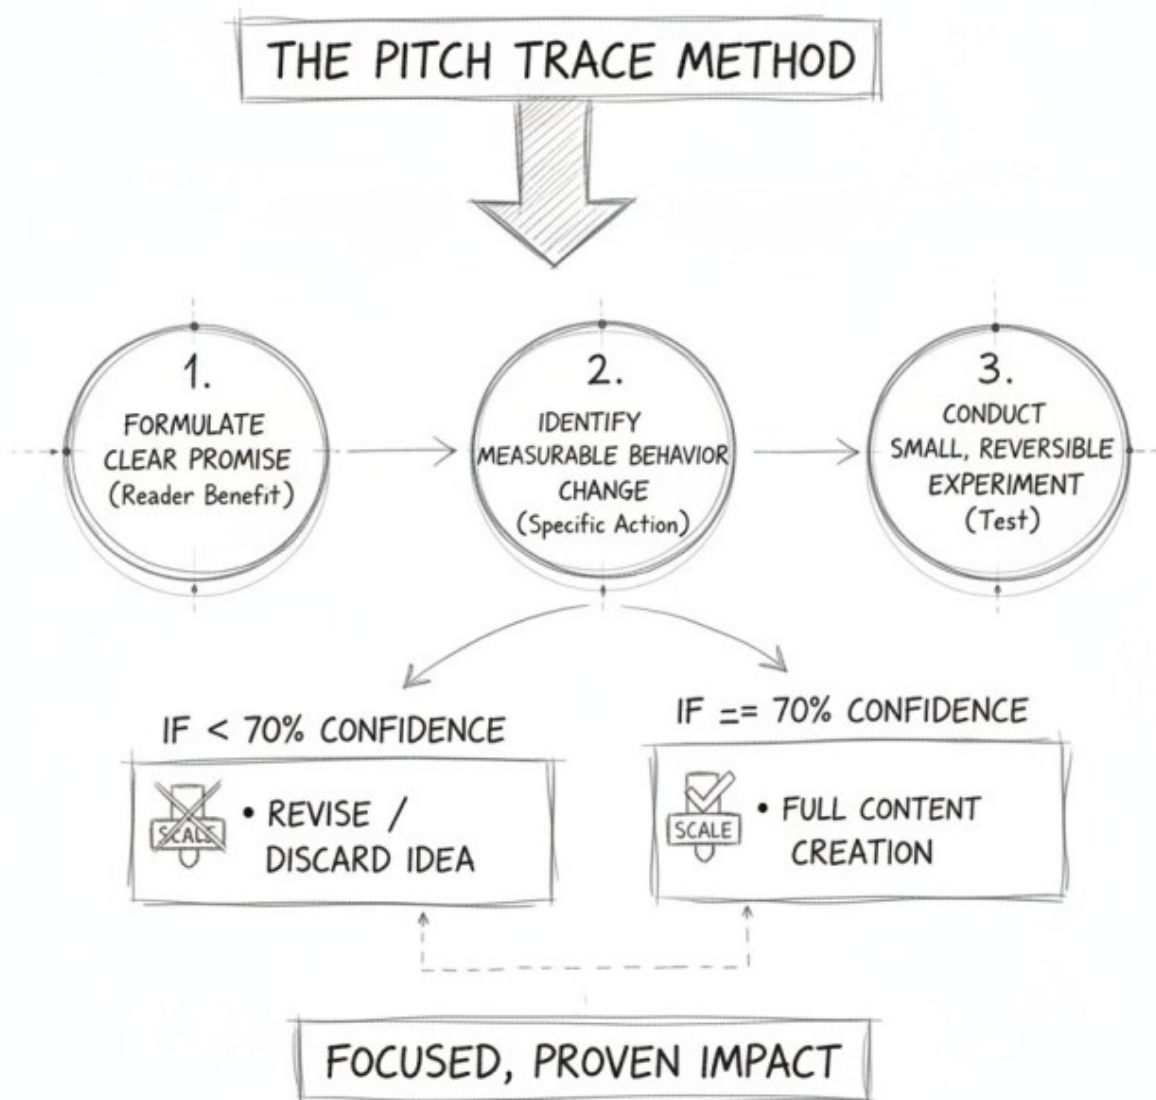 THE PITCH TRACE METHOD
1.
FORMULATE
CLEAR PROMISE
(Reader Benefit)
2.
IDENTIFY
MEASURABLE BEHAVIOR
CHANGE
(Specific Action)
3.
CONDUCT
SMALL, REVERSIBLE
EXPERIMENT
(Test)
IF < 70% CONFIDENCE
SCALE
• REVISE /
DISCARD IDEA
IF == 70% CONFIDENCE
SCALE
• FULL CONTENT
CREATION
FOCUSED, PROVEN IMPACT